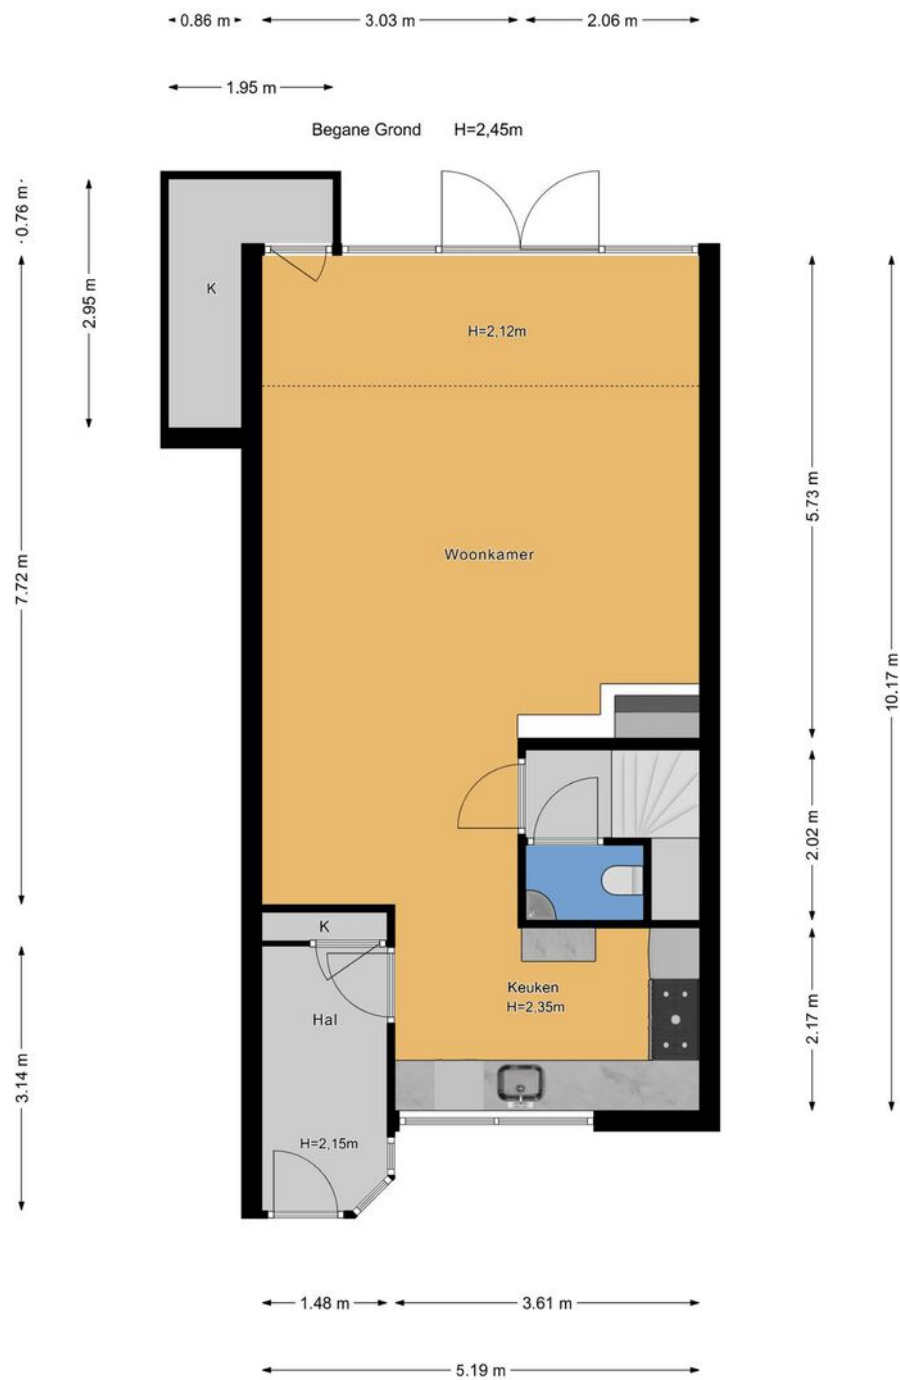 0.86 m 3.03 m 2.06 m
1.95 m
Begane Grond H=2,45m
0.76 m
2.95 m
K
H=2,12m
7.72 m
5.73 m
Woonkamer
10.17 m
2.02 m
K
Keuken
H=2,35m
Hal
2.17 m
3.14 m
H=2,15m
1.48 m 3.61 m
5.19 m